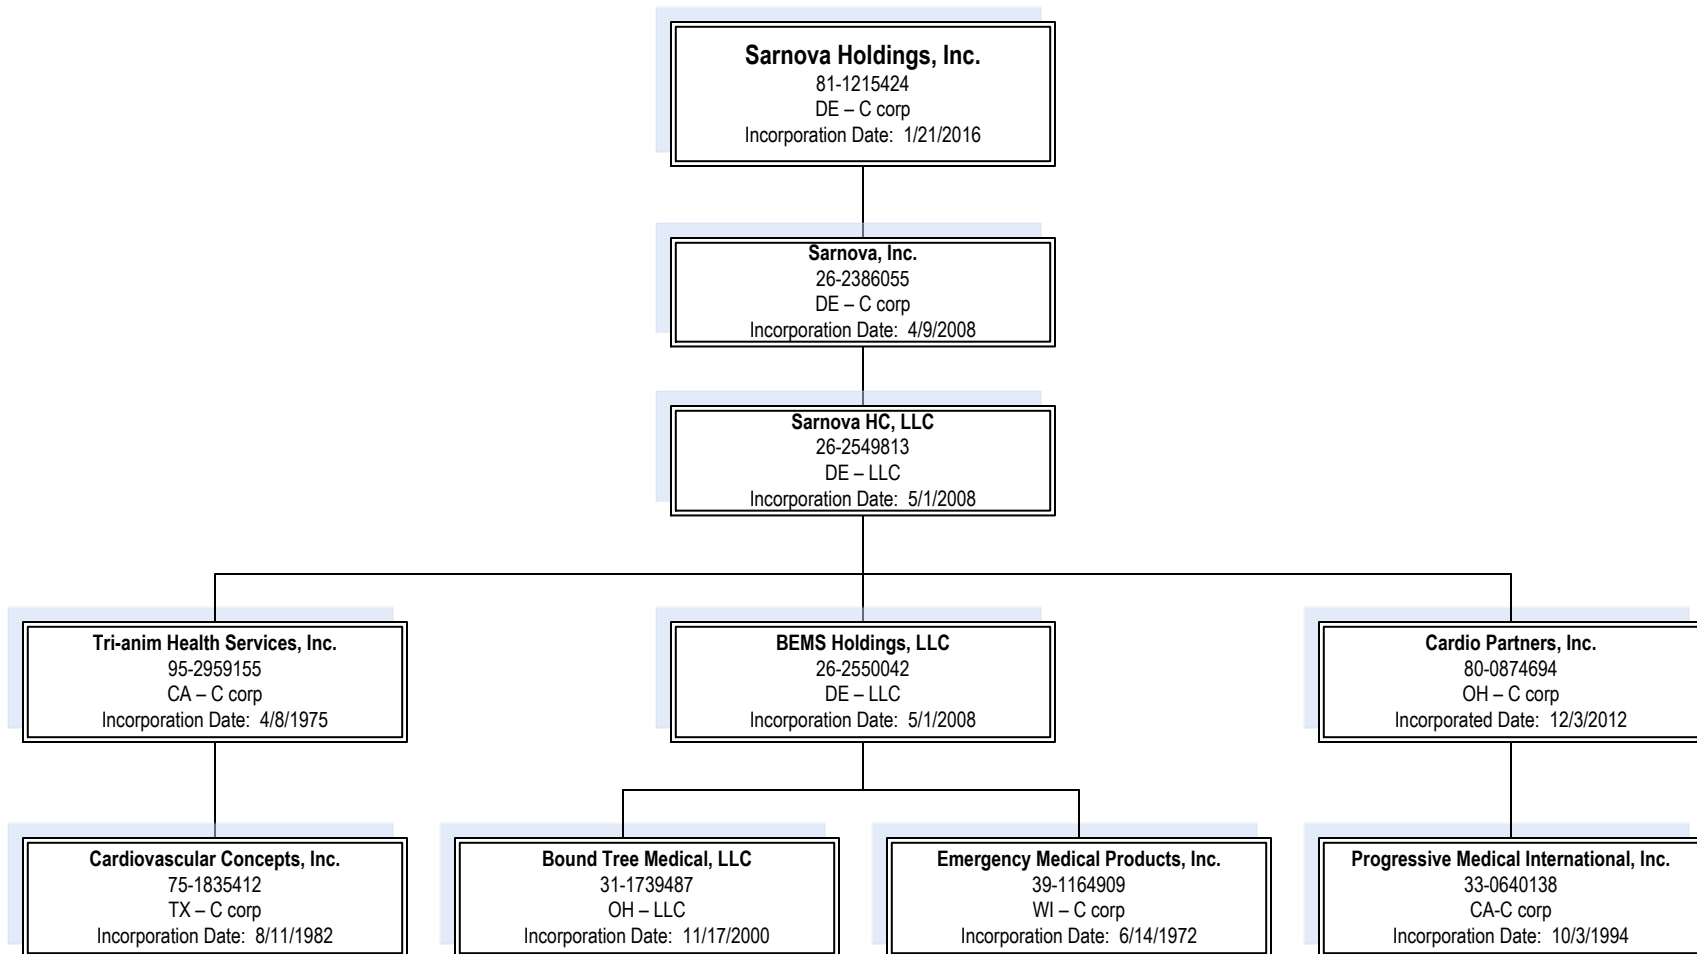 Sarnova Holdings, Inc.
81-1215424
DE – C corp
Incorporation Date:  1/21/2016
Sarnova, Inc.
26-2386055
DE – C corp
Incorporation Date:  4/9/2008
Sarnova HC, LLC
26-2549813
DE – LLC
Incorporation Date:  5/1/2008
Tri-anim Health Services, Inc.
95-2959155
CA – C corp
Incorporation Date:  4/8/1975
BEMS Holdings, LLC
26-2550042
DE – LLC
Incorporation Date:  5/1/2008
Cardio Partners, Inc.
80-0874694
OH – C corp
Incorporated Date:  12/3/2012
Cardiovascular Concepts, Inc.
75-1835412
TX – C corp
Incorporation Date:  8/11/1982
Bound Tree Medical, LLC
31-1739487
OH – LLC
Incorporation Date:  11/17/2000
Emergency Medical Products, Inc.
39-1164909
WI – C corp
Incorporation Date:  6/14/1972
Progressive Medical International, Inc.
33-0640138
CA-C corp
Incorporation Date:  10/3/1994